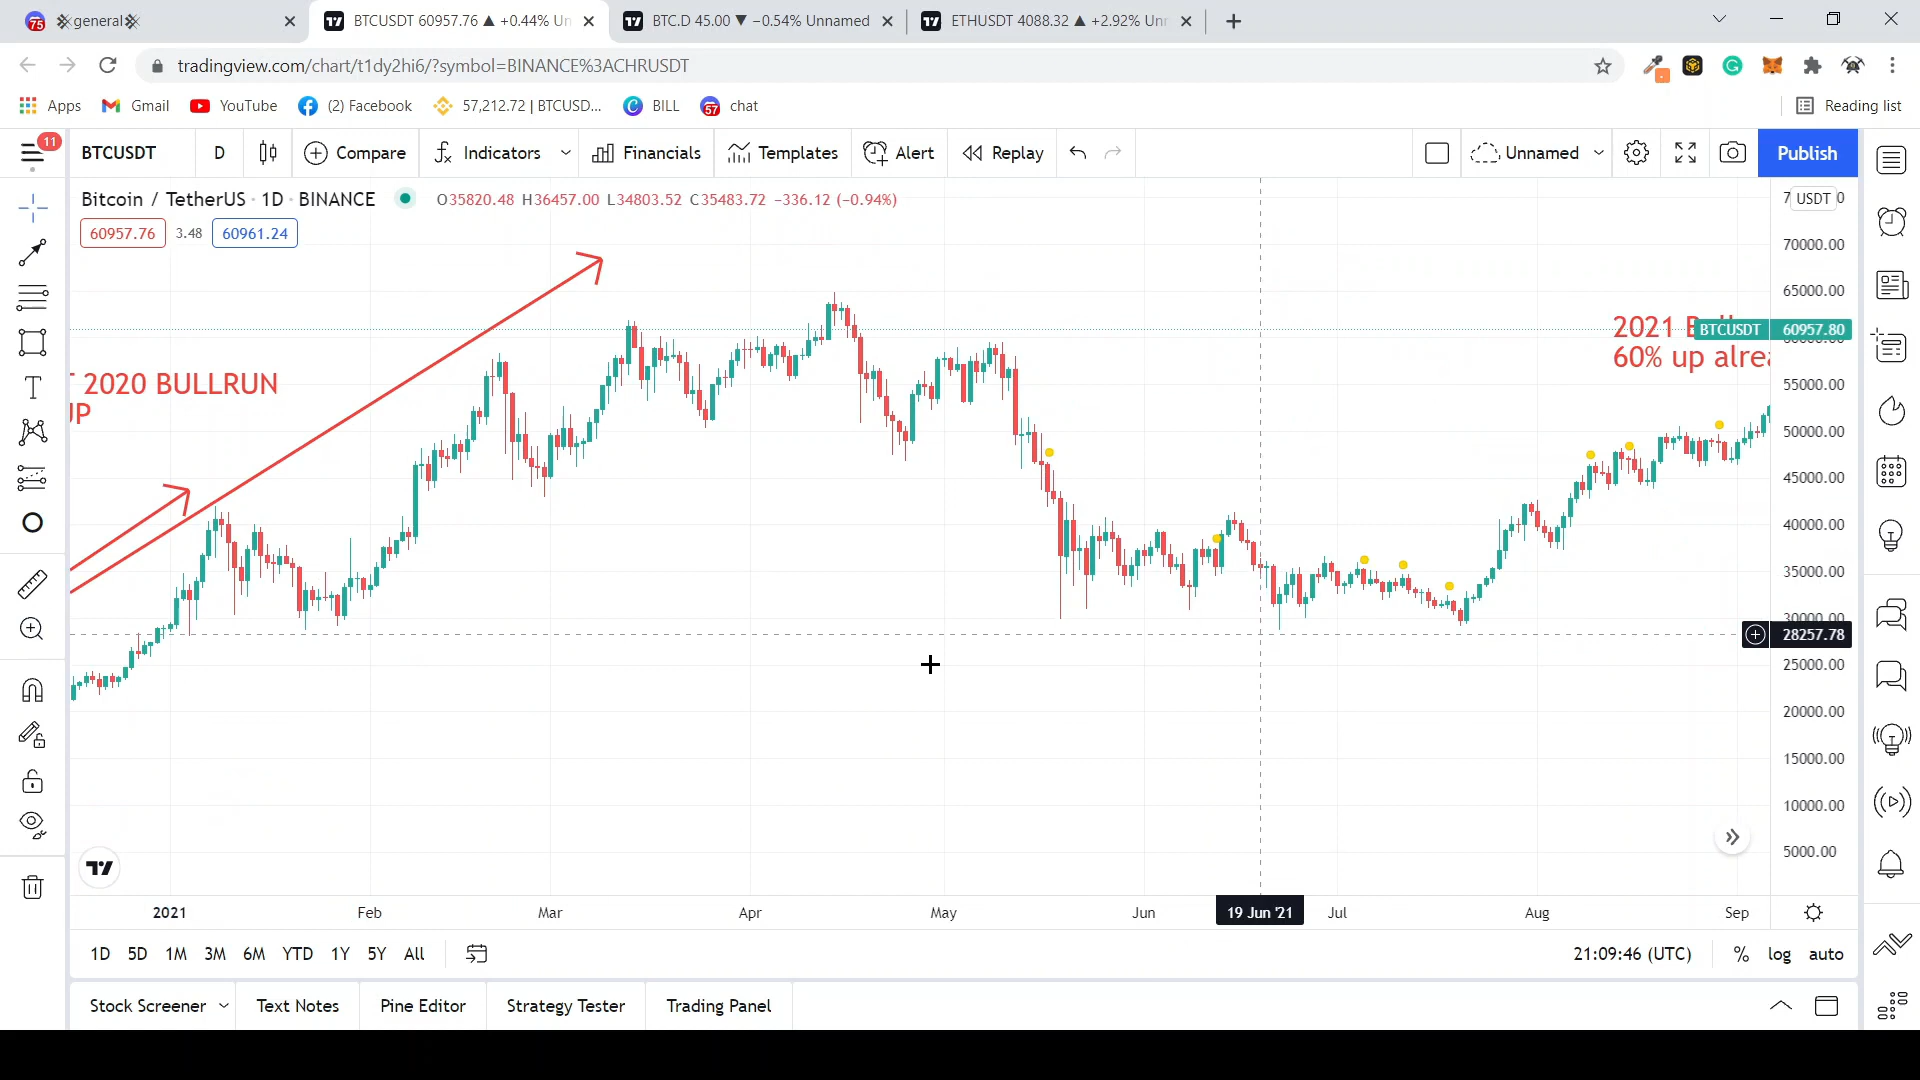 general
BTCUSDT 60957.76 ▲ +0.44% Un
BTC.D 45.00 ▼ −0.54% Unnamed
ETHUSDT 4088.32 ▲ +2.92% Un
tradingview.com/chart/t1dy2hi6/?symbol=BINANCE%3ACHRUSDT
Apps
Gmail
YouTube
(2) Facebook
57,212.72 | BTCUSD...
BILL
57
chat
Reading list
11
BTCUSDT
D
Compare
Indicators
Financials
Templates
Alert
Replay
Unnamed
Publish
Bitcoin / TetherUS · 1D · BINANCE
O35820.48 H36457.00 L34803.52 C35483.72 −336.12 (−0.94%)
60957.76
3.48
60961.24
USDT
70000.00
65000.00
BTCUSDT
60957.80
55000.00
50000.00
45000.00
40000.00
35000.00
30000.00
28257.78
25000.00
20000.00
15000.00
10000.00
5000.00
2020 BULLRUN
UP
2021 B
60% up alrea
2021
Feb
Mar
Apr
May
Jun
19 Jun '21
Jul
Aug
Sep
1D
5D
1M
3M
6M
YTD
1Y
5Y
All
21:09:46 (UTC)
%
log
auto
Stock Screener
Text Notes
Pine Editor
Strategy Tester
Trading Panel